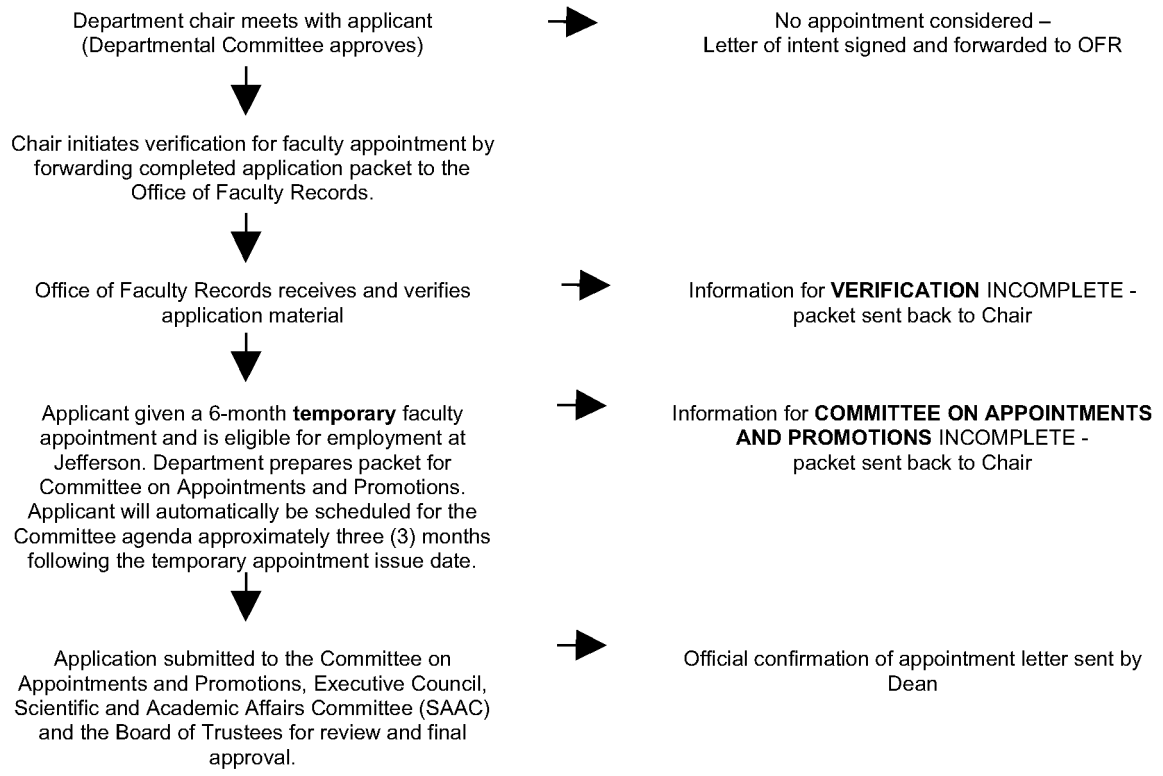 Department chair meets with applicant
(Departmental Committee approves)
No appointment considered –
Letter of intent signed and forwarded to OFR
Chair initiates verification for faculty appointment by
forwarding completed application packet to the
Office of Faculty Records.
Office of Faculty Records receives and verifies
application material
Information for VERIFICATION INCOMPLETE -
packet sent back to Chair
Applicant given a 6-month temporary faculty
appointment and is eligible for employment at
Jefferson. Department prepares packet for
Committee on Appointments and Promotions.
Applicant will automatically be scheduled for the
Committee agenda approximately three (3) months
following the temporary appointment issue date.
Information for COMMITTEE ON APPOINTMENTS
AND PROMOTIONS INCOMPLETE -
packet sent back to Chair
Application submitted to the Committee on
Appointments and Promotions, Executive Council,
Scientific and Academic Affairs Committee (SAAC)
and the Board of Trustees for review and final
approval.
Official confirmation of appointment letter sent by
Dean